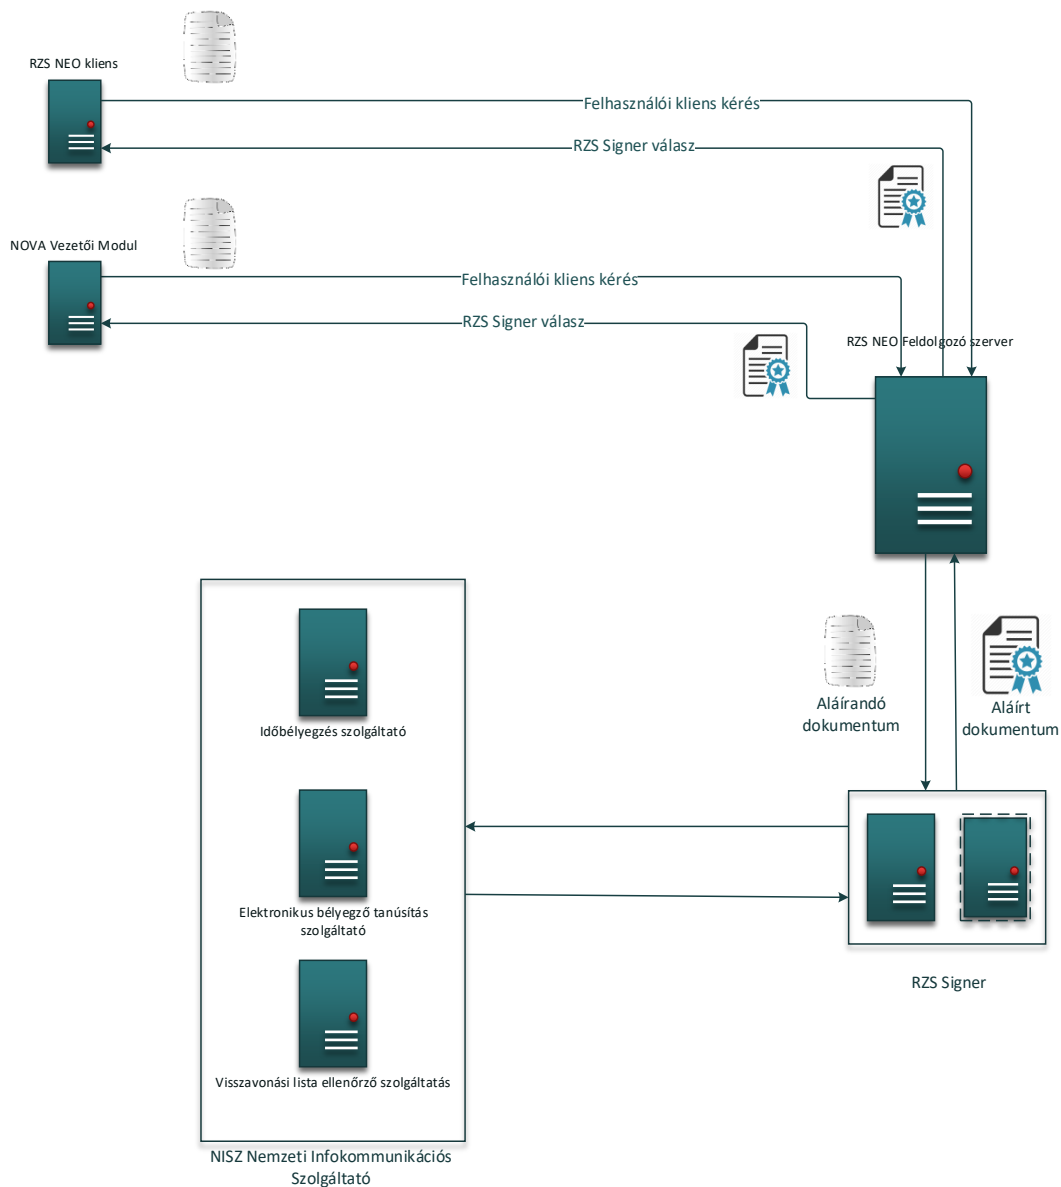 RZS NEO kliens
Felhasználói kliens kérés
RZS Signer válasz
NOVA Vezetői Modul
Felhasználói kliens kérés
RZS Signer válasz
RZS NEO Feldolgozó szerver
Aláírandó
dokumentum
Aláírt
dokumentum
Időbélyegzés szolgáltató
Elektronikus bélyegző tanúsítás
szolgáltató
RZS Signer
Visszavonási lista ellenőrző szolgáltatás
NISZ Nemzeti Infokommunikációs
Szolgáltató